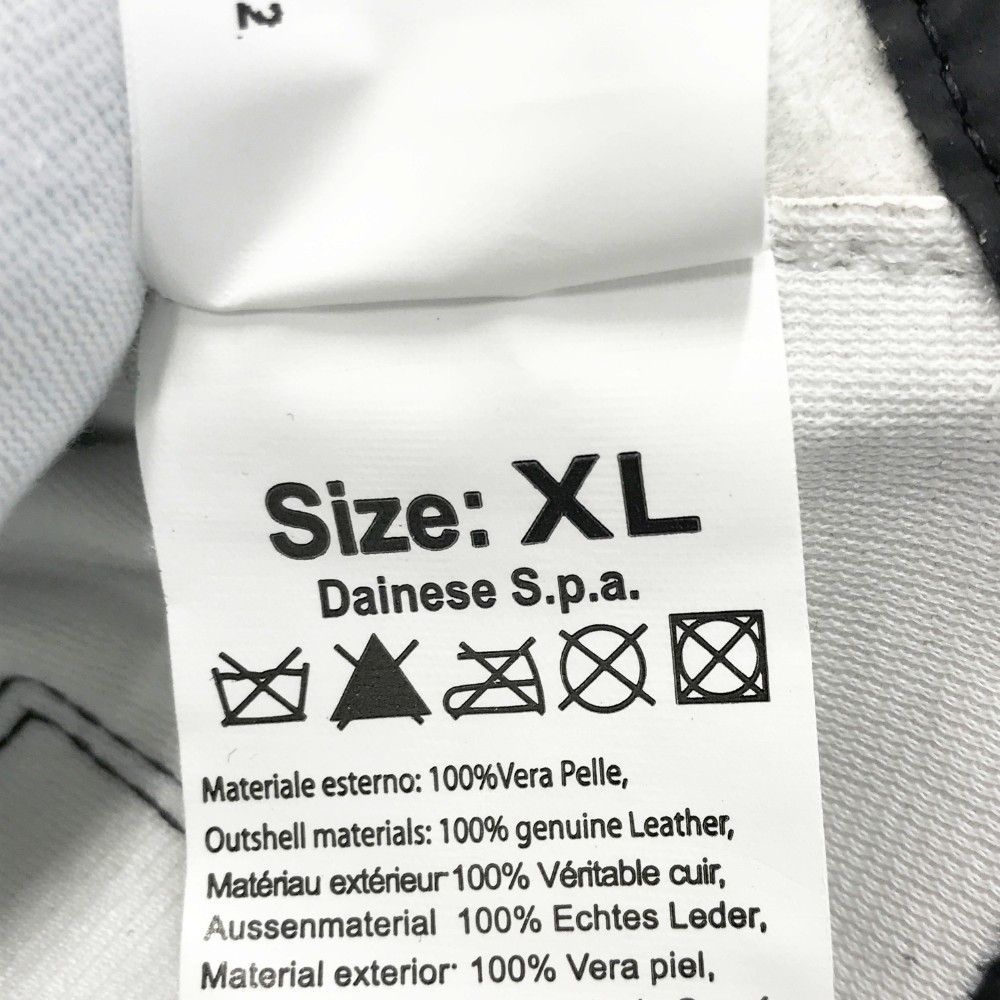 2
Size: XL
Dainese S.p.a.
Materiale esterno: 100%Vera Pelle,
Outshell materials: 100% genuine Leather,
Matériau extérieur 100% Véritable cuir,
Aussenmaterial 100% Echtes Leder,
Material exterior· 100% Vera piel,